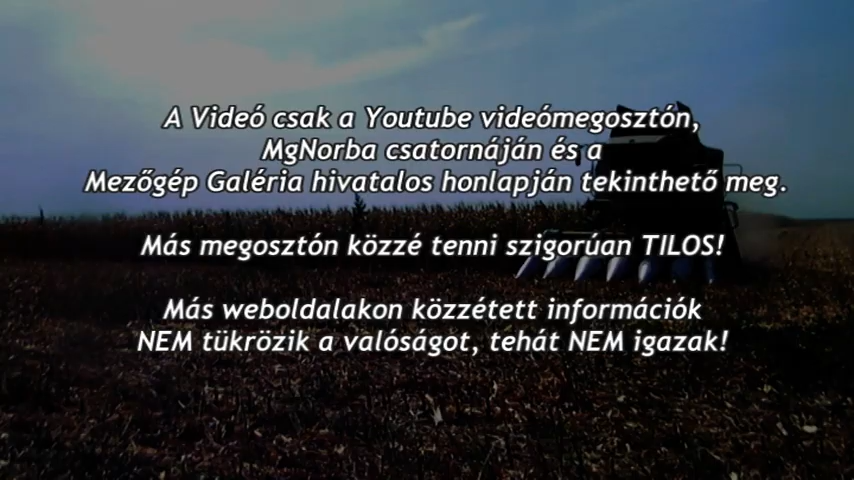 A Videó csak a Youtube videómegosztón,
MgNorba csatornáján és a
Mezőgép Galéria hivatalos honlapján tekinthető meg.
Más megosztón közzé tenni szigorúan TILOS!
Más weboldalakon közzétett információk
NEM tükrözik a valóságot, tehát NEM igazak!